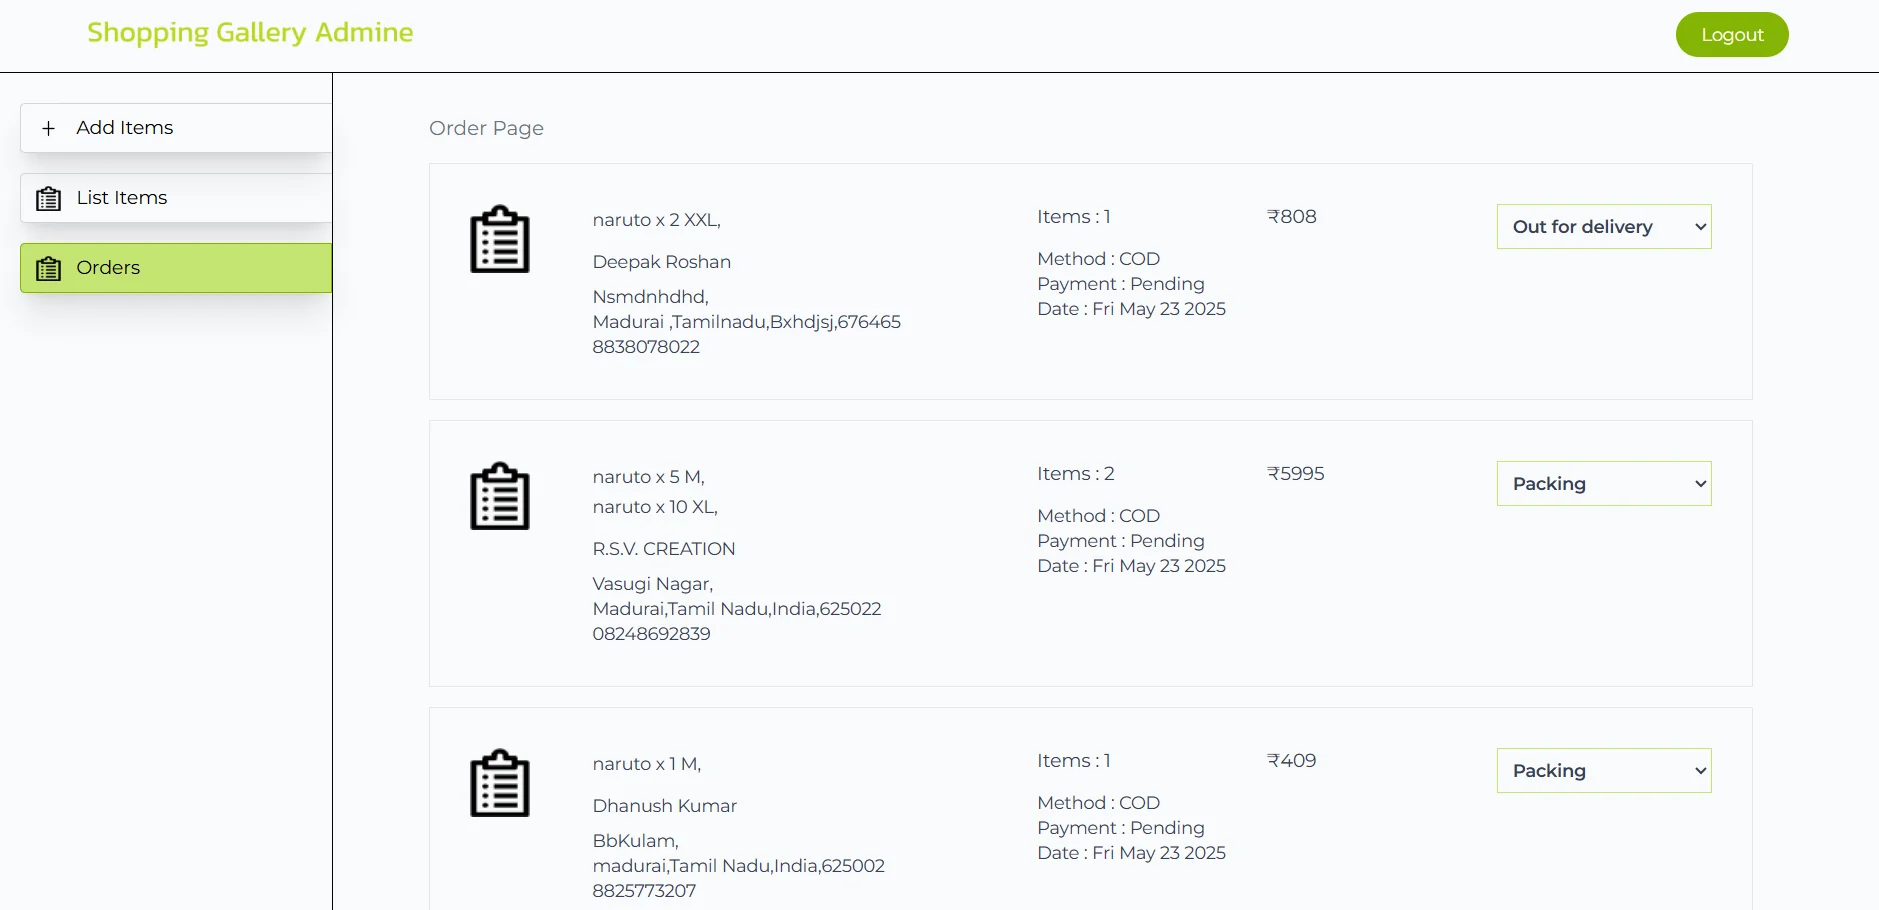 Shopping Gallery Admine
Logout
+ Add Items
List Items
Orders
Order Page
naruto x 2 XXL,
Deepak Roshan
Nsmdnhdhd,
Madurai ,Tamilnadu,Bxhdjsj,676465
8838078022
Items : 1
Method : COD
Payment : Pending
Date : Fri May 23 2025
₹808
Out for delivery
naruto x 5 M,
naruto x 10 XL,
R.S.V. CREATION
Vasugi Nagar,
Madurai,Tamil Nadu,India,625022
08248692839
Items : 2
Method : COD
Payment : Pending
Date : Fri May 23 2025
₹5995
Packing
naruto x 1 M,
Dhanush Kumar
BbKulam,
madurai,Tamil Nadu,India,625002
8825773207
Items : 1
Method : COD
Payment : Pending
Date : Fri May 23 2025
₹409
Packing